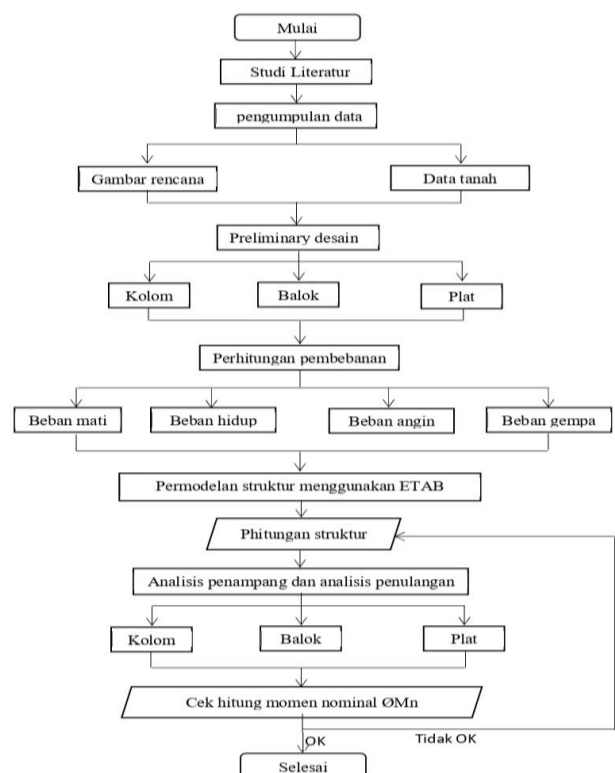 Mulai
Studi Literatur
pengumpulan data
Gambar rencana
Data tanah
Preliminary desain
Kolom
Balok
Plat
Perhitungan pembebanan
Beban mati
Beban hidup
Beban angin
Beban gempa
Permodelan struktur menggunakan ETAB
Phitungan struktur
Analisis penampang dan analisis penulangan
Kolom
Balok
Plat
Cek hitung momen nominal ØMn
OK
Tidak OK
Selesai